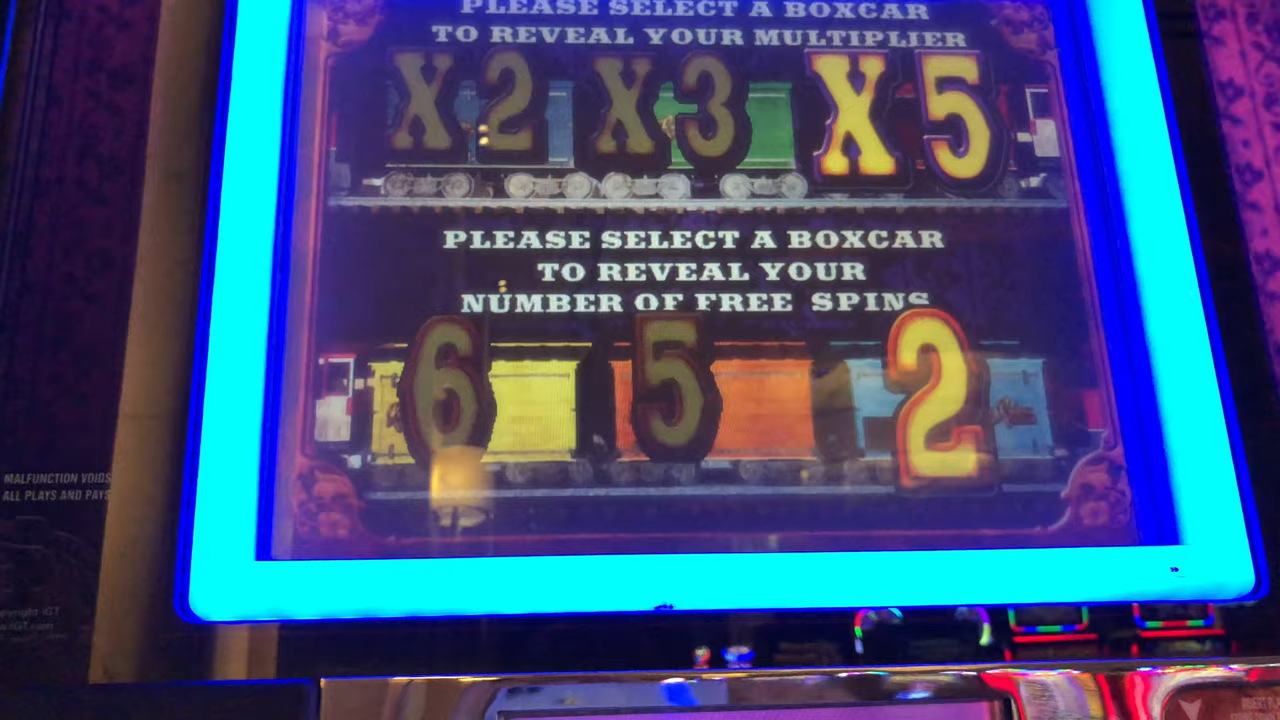 PLEASE SELECT A BOXCAR
TO REVEAL YOUR MULTIPLIER
X2 X3 X5
PLEASE SELECT A BOXCAR
TO REVEAL YOUR
NUMBER OF FREE SPINS
6 5 2
MALFUNCTION VOIDS
ALL PLAYS AND PAYS
IGT